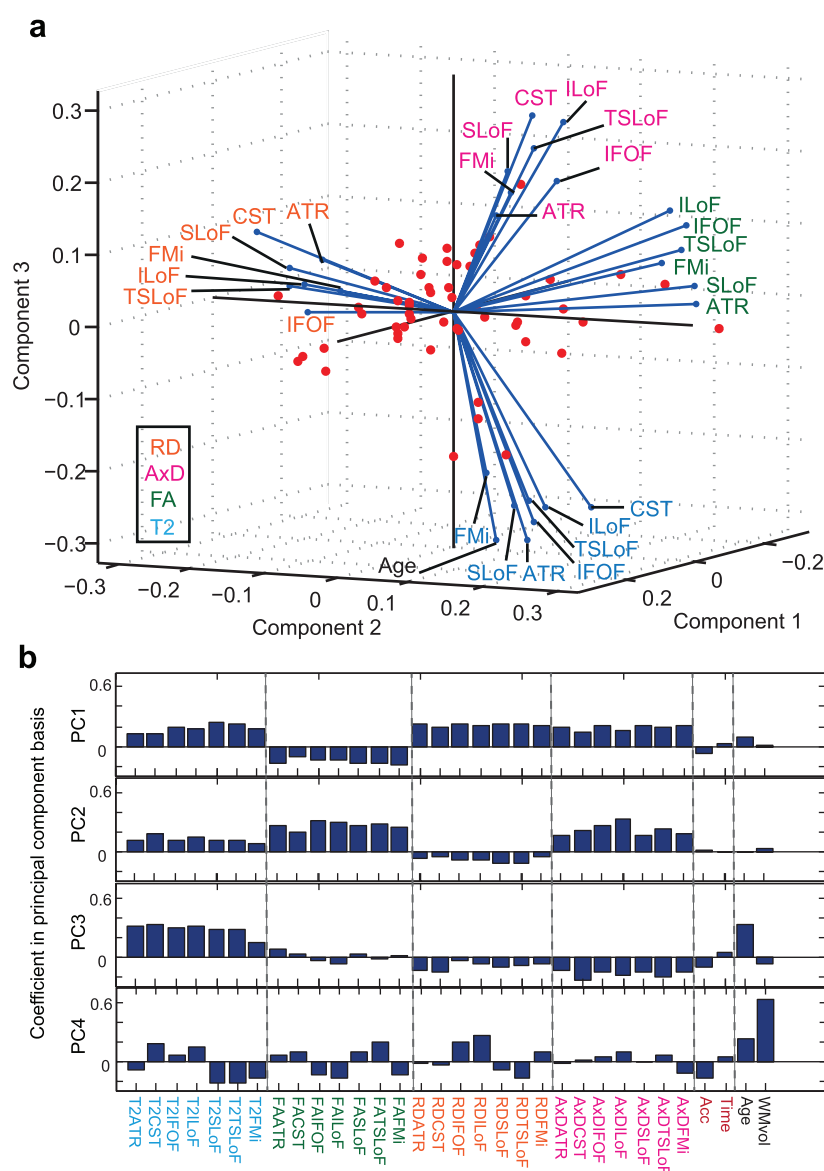 a
Component 3
0.3
0.2
0.1
0
−0.1
−0.2
−0.3
CST
ILoF
SLoF
TSLoF
FMi
IFOF
ATR
CST
ATR
SLoF
FMi
ILoF
TSLoF
IFOF
ILoF
IFOF
TSLoF
FMi
SLoF
ATR
RD
AxD
FA
T2
CST
FMi
ILoF
TSLoF
Age
SLoF
ATR
IFOF
−0.3
−0.2
−0.1
0
0.1
0.2
0.3
Component 2
0.2
0
−0.2
Component 1
b
Coefficient in principal component basis
PC1
0.6
0
PC2
0.6
0
PC3
0.6
0
PC4
0.6
0
T2ATR
T2CST
T2IFOF
T2ILoF
T2SLoF
T2TSLoF
T2FMi
FAATR
FACST
FAIFOF
FAILoF
FASLoF
FATSLoF
FAFMi
RDATR
RDCST
RDIFOF
RDILoF
RDSLoF
RDTSLoF
RDFMi
AxDATR
AxDCST
AxDIFOF
AxDILoF
AxDSLoF
AxDTSLoF
AxDFMi
Acc
Time
Age
WMvol